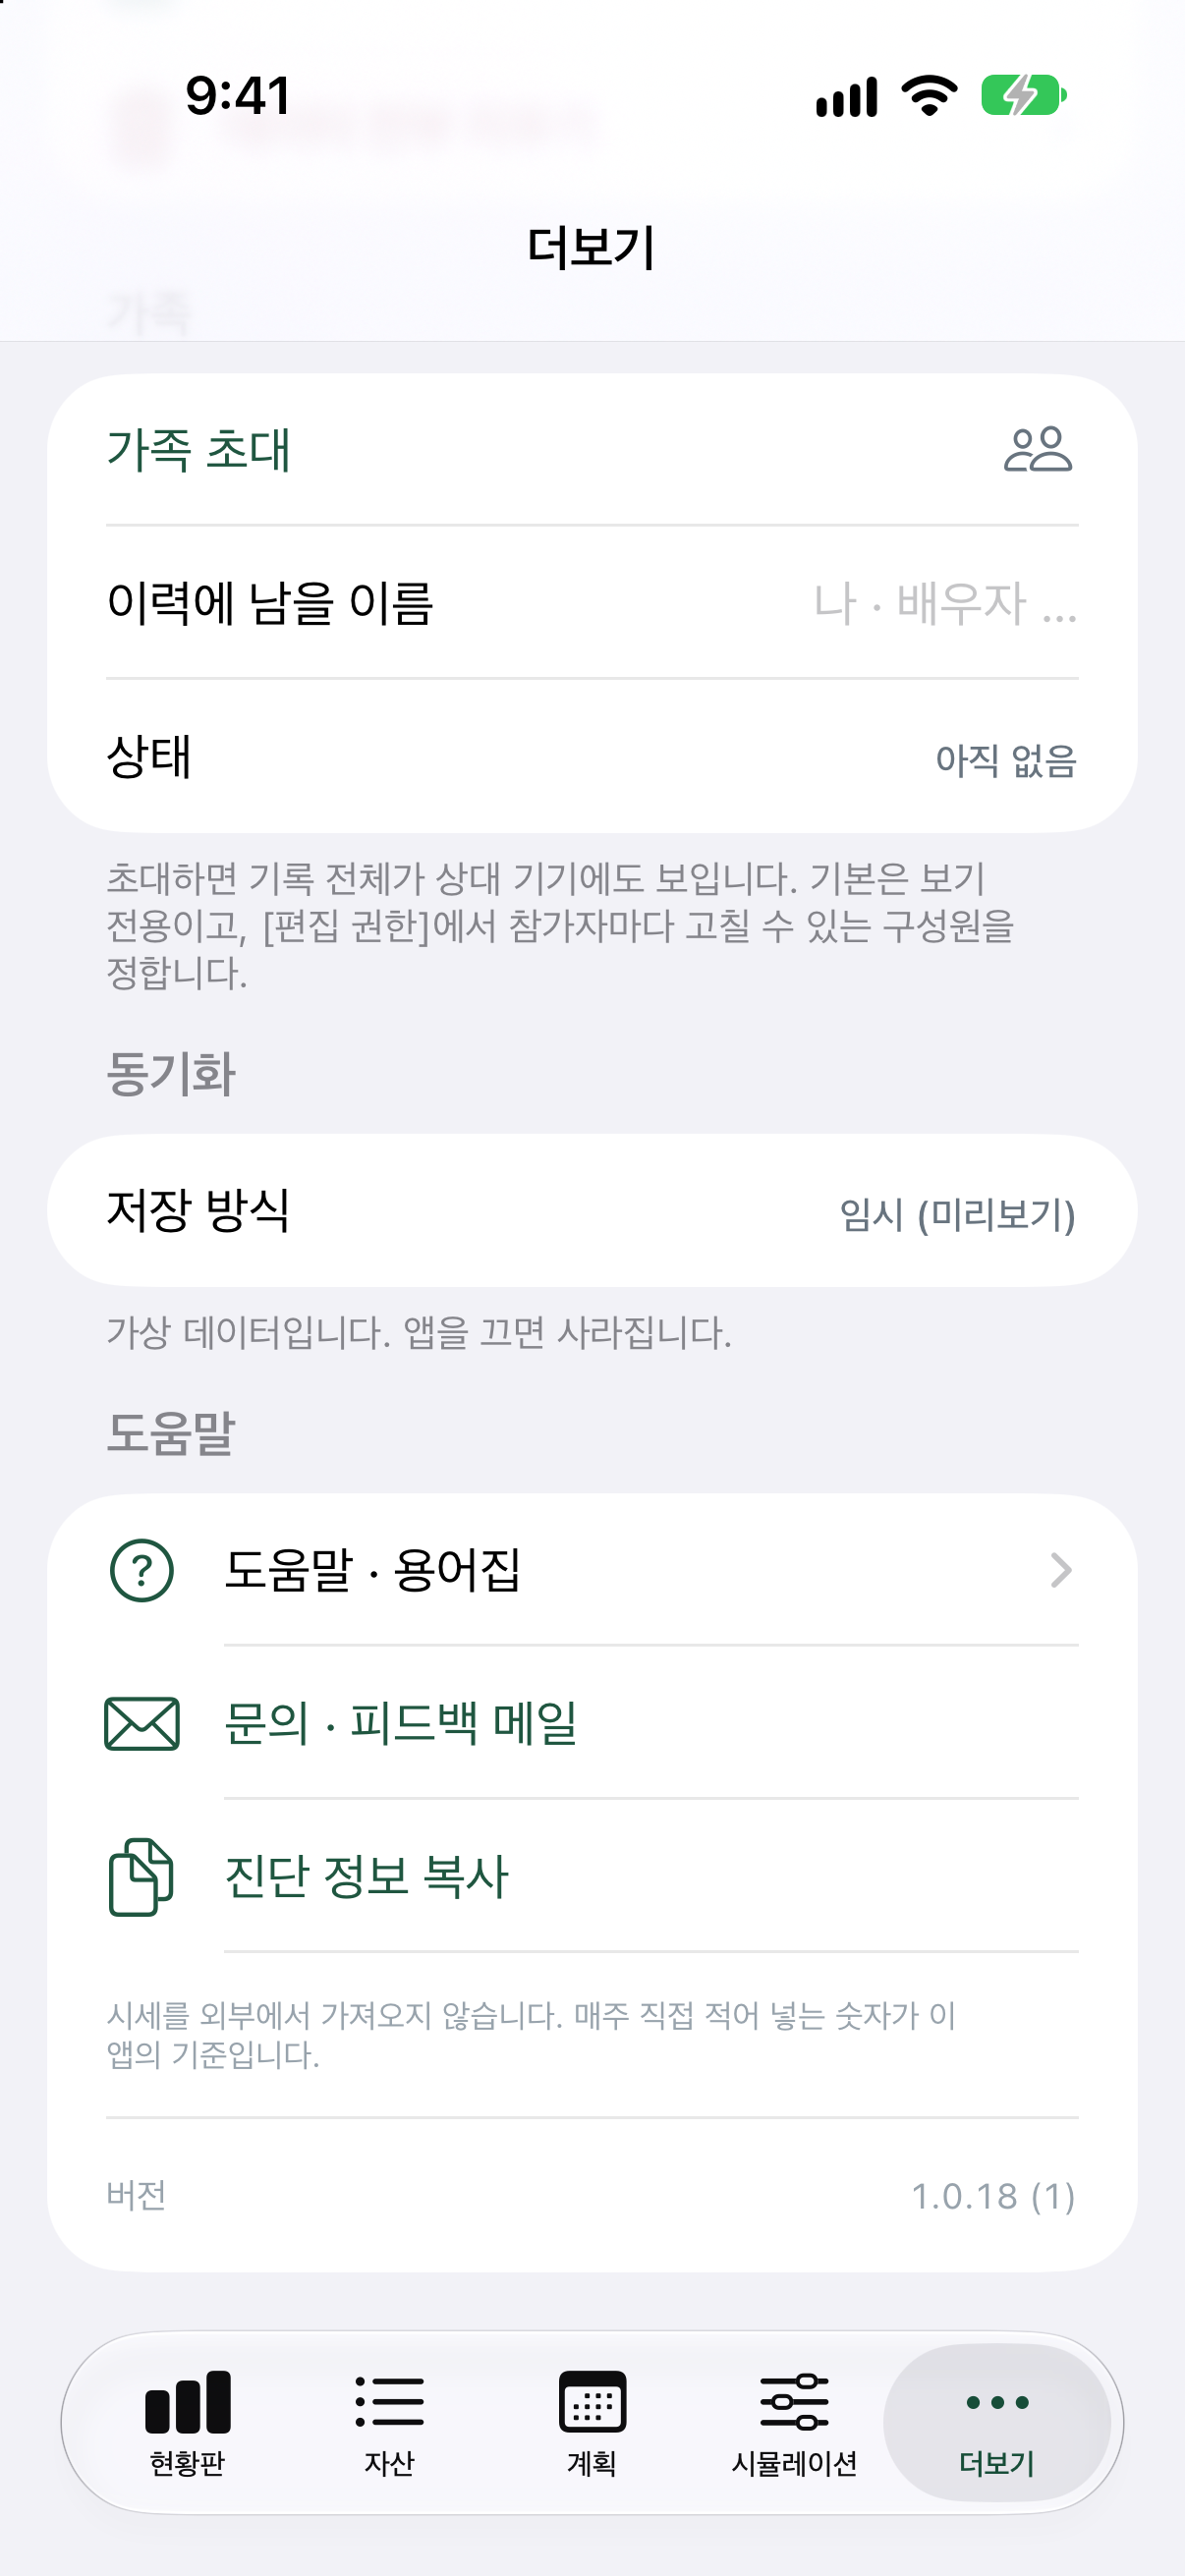 9:41
더보기
가족
가족 초대
이력에 남을 이름
나 · 배우자 ...
상태
아직 없음
초대하면 기록 전체가 상대 기기에도 보입니다. 기본은 보기
전용이고, [편집 권한]에서 참가자마다 고칠 수 있는 구성원을
정합니다.
동기화
저장 방식
임시 (미리보기)
가상 데이터입니다. 앱을 끄면 사라집니다.
도움말
도움말 · 용어집
문의 · 피드백 메일
진단 정보 복사
시세를 외부에서 가져오지 않습니다. 매주 직접 적어 넣는 숫자가 이
앱의 기준입니다.
버전
1.0.18 (1)
현황판
자산
계획
시뮬레이션
더보기